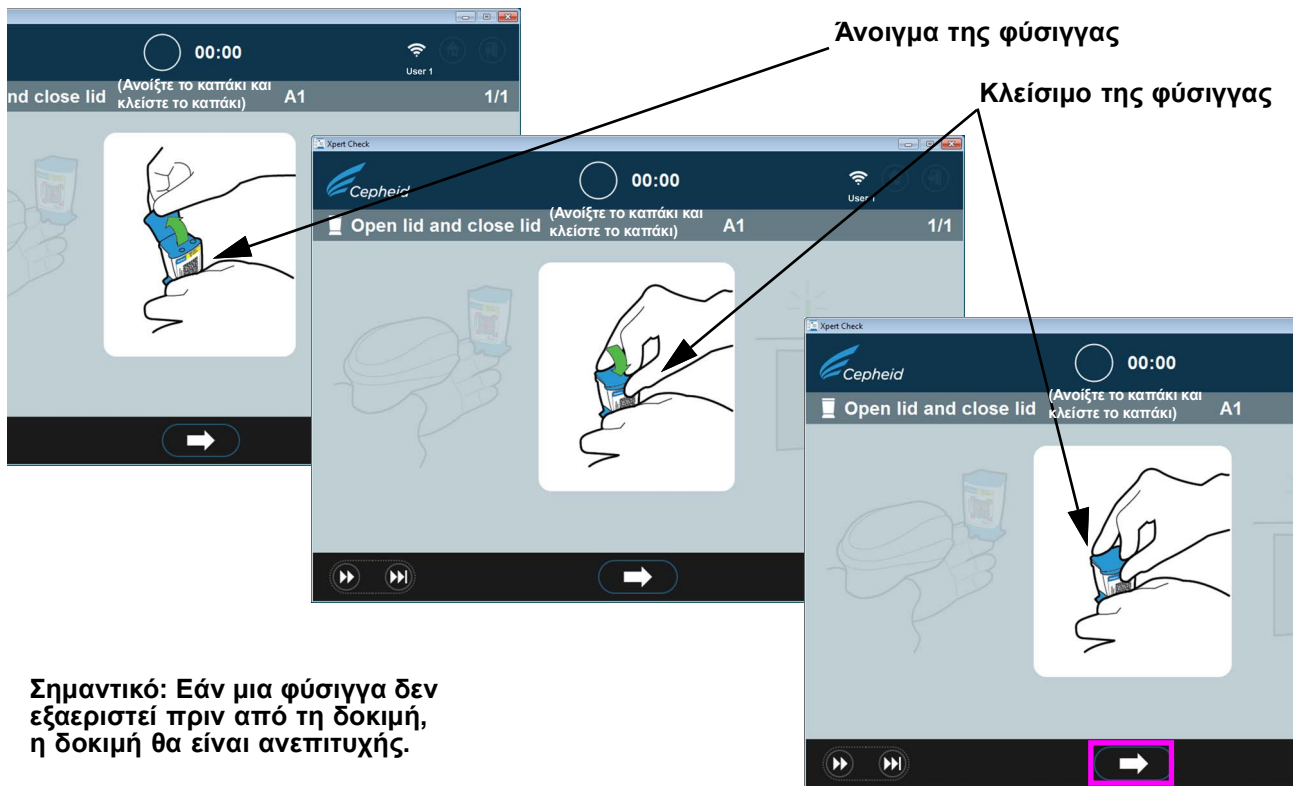 Άνοιγμα της φύσιγγας
Κλείσιμο της φύσιγγας
00:00
User 1
nd close lid (Ανοίξτε το καπάκι και
κλείστε το καπάκι) A1 1/1
Xpert Check
Cepheid
00:00
User 1
Open lid and close lid (Ανοίξτε το καπάκι και
κλείστε το καπάκι) A1 1/1
Xpert Check
Cepheid
00:00
Open lid and close lid (Ανοίξτε το καπάκι και
κλείστε το καπάκι) A1
Σημαντικό: Εάν μια φύσιγγα δεν
εξαεριστεί πριν από τη δοκιμή,
η δοκιμή θα είναι ανεπιτυχής.